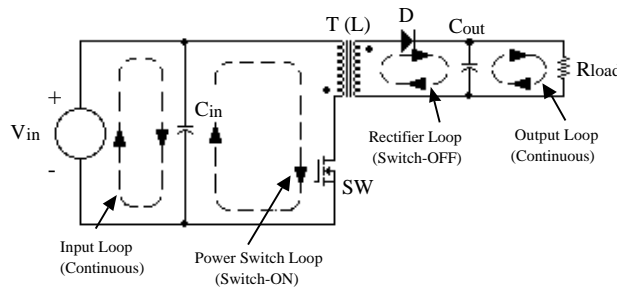 T (L)
D
Cout
Rload
+
Vin
-
Cin
SW
Rectifier Loop
(Switch-OFF)
Output Loop
(Continuous)
Input Loop
(Continuous)
Power Switch Loop
(Switch-ON)